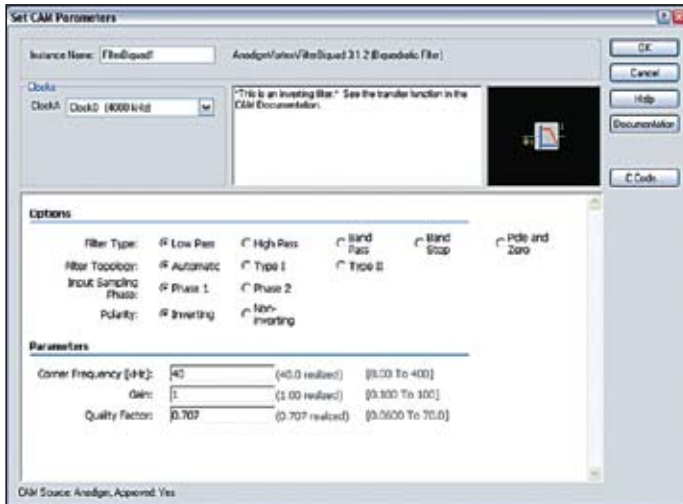 Set CAM Parameters
Instance Name: FilterBiquad1
AnadigmVortex\FilterBiquad 3.1.2 (Biquadratic Filter)
OK
Cancel
Help
Documentation
C Code...
Clocks
ClockA Clock0 (4000 kHz)
"This is an inverting filter." See the transfer function in the
CAM Documentation.
Options
Filter Type: Low Pass High Pass Band Pass Band Stop Pole and Zero
Filter Topology: Automatic Type I Type II
Input Sampling Phase: Phase 1 Phase 2
Polarity: Inverting Non-inverting
Parameters
Corner Frequency [kHz]: 40 (40.0 realized) [8.00 To 400]
Gain: 1 (1.00 realized) [0.100 To 100]
Quality Factor: 0.707 (0.707 realized) [0.0600 To 70.0]
CAM Source: Anadigm, Approved: Yes